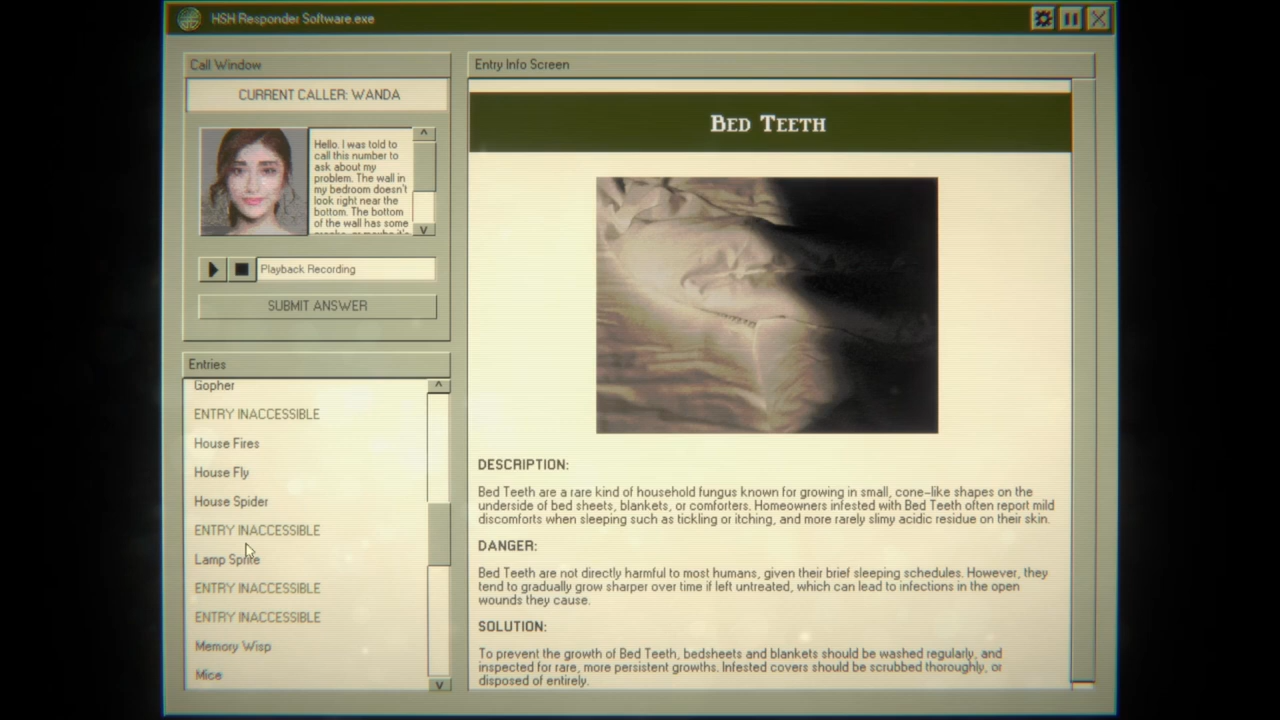 HSH Responder Software.exe
Call Window
CURRENT CALLER: WANDA
Hello. I was told to
call this number to
ask about my
problem. The wall in
my bedroom doesn't
look right near the
bottom. The bottom
of the wall has some
Playback Recording
SUBMIT ANSWER
Entries
Gopher
ENTRY INACCESSIBLE
House Fires
House Fly
House Spider
ENTRY INACCESSIBLE
Lamp Sprite
ENTRY INACCESSIBLE
ENTRY INACCESSIBLE
Memory Wisp
Mice
Entry Info Screen
BED TEETH
DESCRIPTION:
Bed Teeth are a rare kind of household fungus known for growing in small, cone-like shapes on the
underside of bed sheets, blankets, or comforters. Homeowners infested with Bed Teeth often report mild
discomforts when sleeping such as tickling or itching, and more rarely slimy acidic residue on their skin.
DANGER:
Bed Teeth are not directly harmful to most humans, given their brief sleeping schedules. However, they
tend to gradually grow sharper over time if left untreated, which can lead to infections in the open
wounds they cause.
SOLUTION:
To prevent the growth of Bed Teeth, bedsheets and blankets should be washed regularly, and
inspected for rare, more persistent growths. Infested covers should be scrubbed thoroughly, or
disposed of entirely.